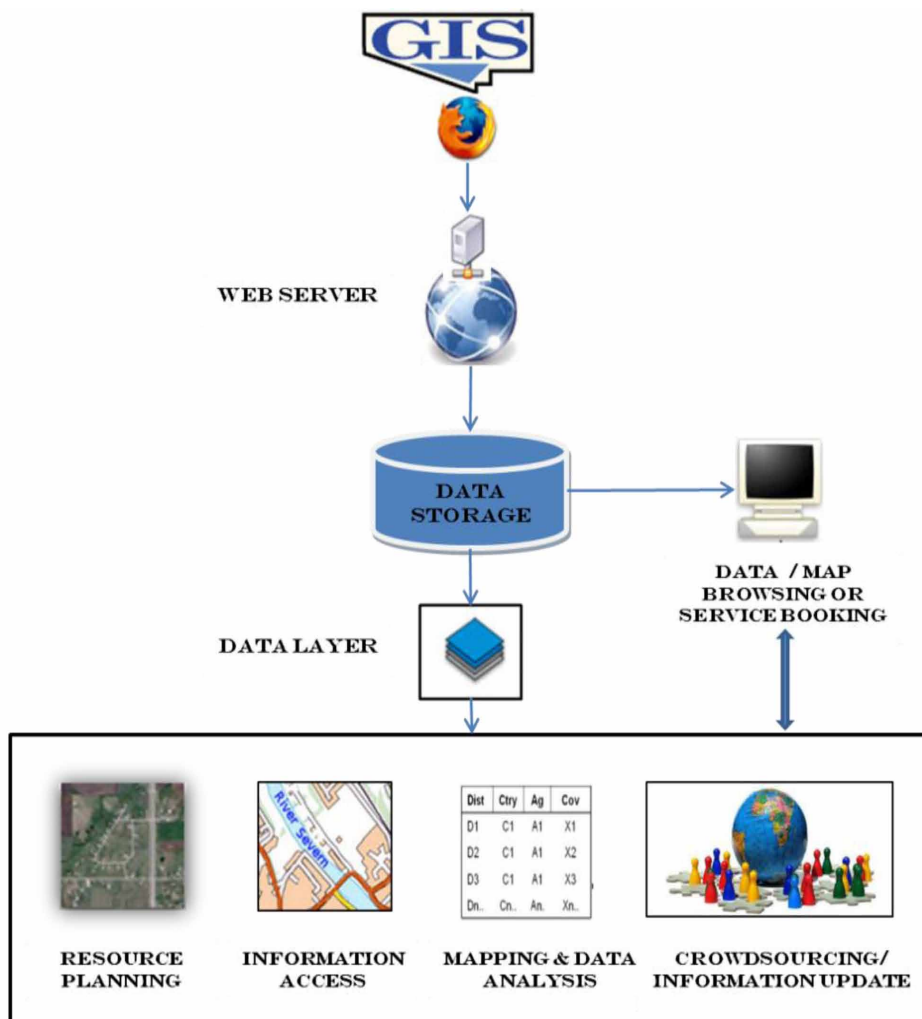 GIS
WEB SERVER
DATA
STORAGE
DATA / MAP
BROWSING OR
SERVICE BOOKING
DATA LAYER
River Severn
Dist Ctry Ag Cov
D1 C1 A1 X1
D2 C1 A1 X2
D3 C1 A1 X3
Dn.. Cn.. An. Xn..
RESOURCE
PLANNING
INFORMATION
ACCESS
MAPPING & DATA
ANALYSIS
CROWDSOURCING/
INFORMATION UPDATE